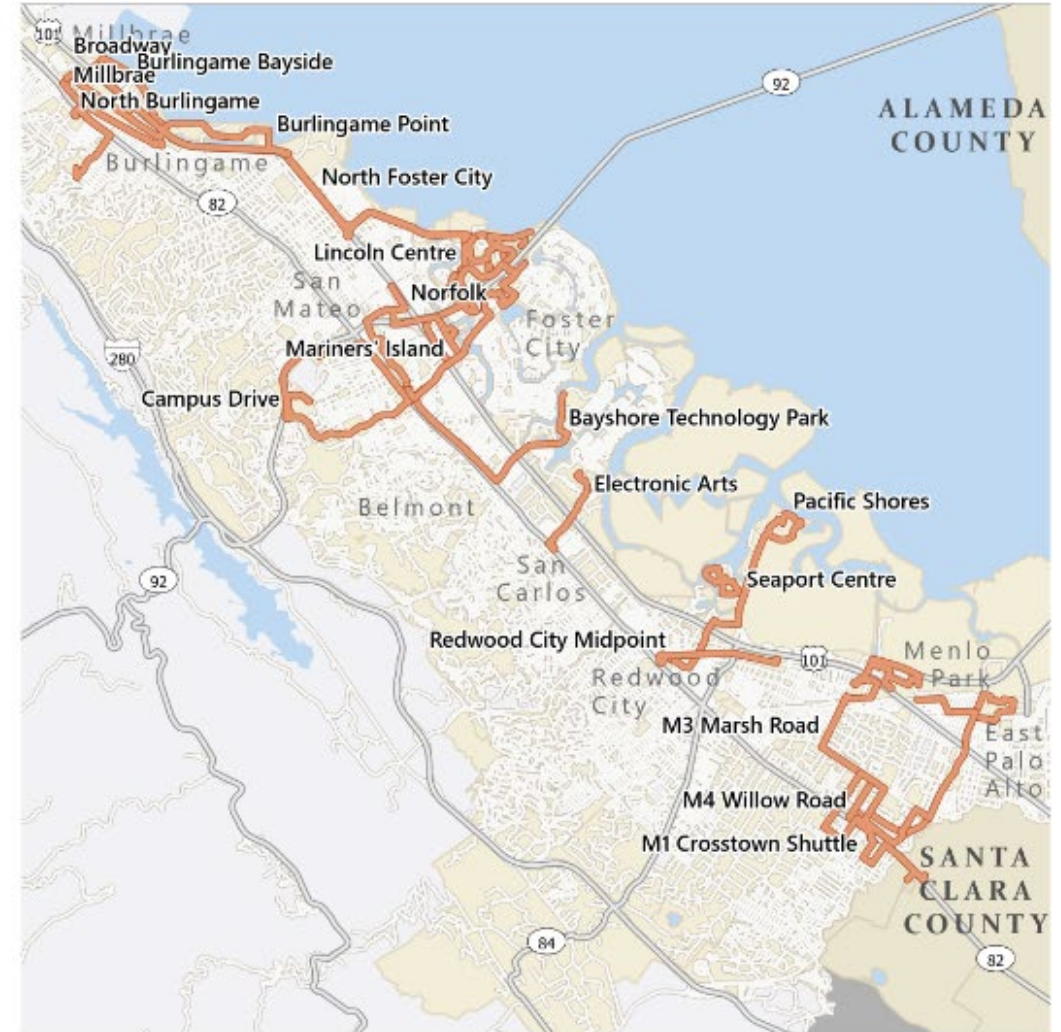 101
Millbrae
Broadway
Burlingame Bayside
Millbrae
North Burlingame
Burlingame Point
Burlingame
92
ALAMEDA
COUNTY
North Foster City
82
Lincoln Centre
San
Mateo
Norfolk
Foster
City
280
Mariners' Island
Campus Drive
Bayshore Technology Park
Belmont
Electronic Arts
Pacific Shores
San
Carlos
92
Seaport Centre
Redwood City Midpoint
101
Menlo
Park
Redwood
City
M3 Marsh Road
East
Palo
Alto
M4 Willow Road
M1 Crosstown Shuttle
SANTA
CLARA
COUNTY
84
82